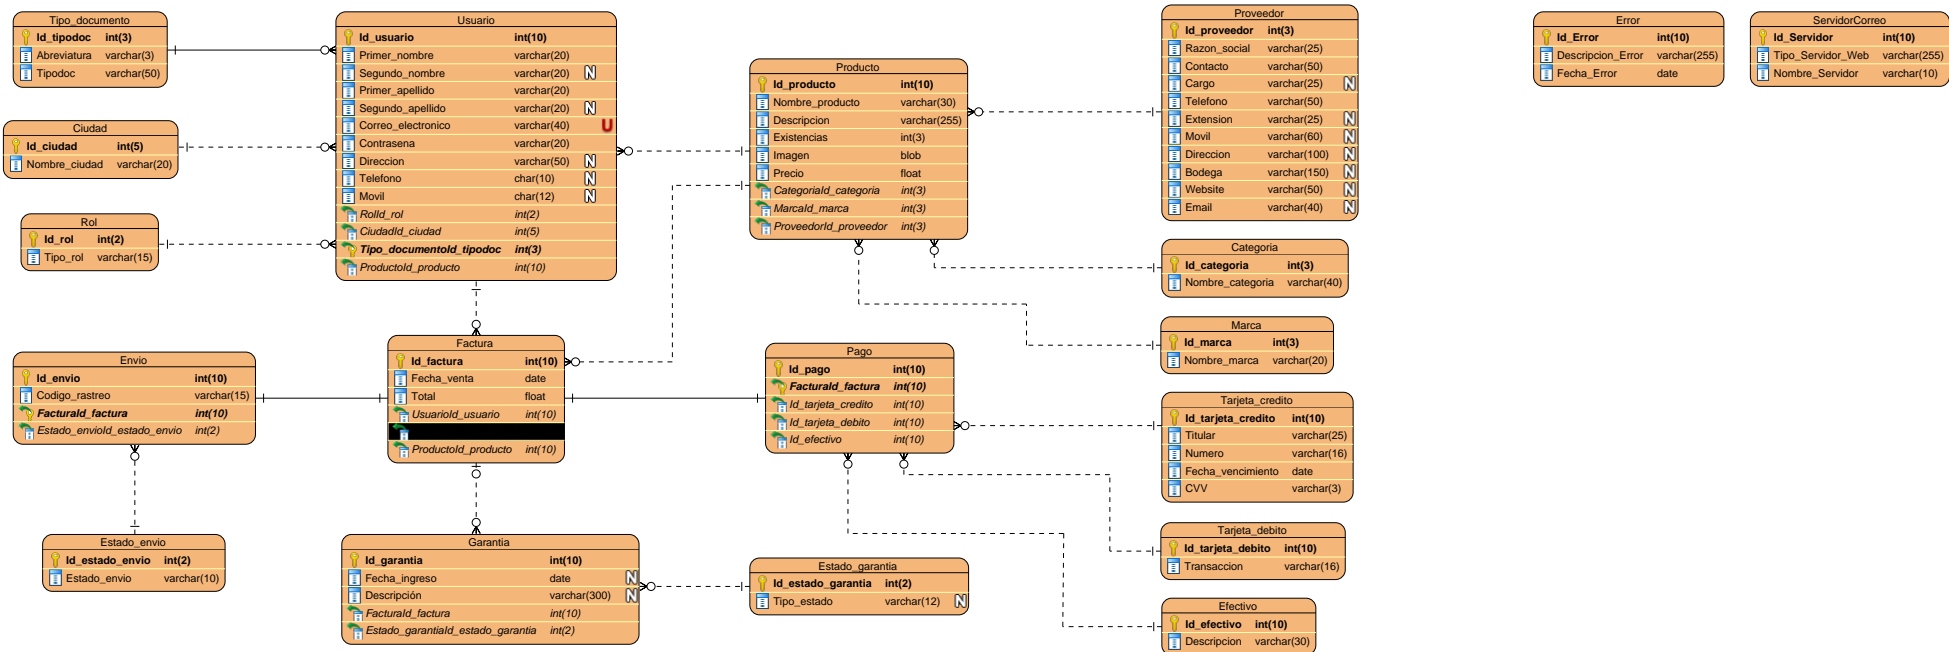 Tipo_documento
Id_tipodoc int(3)
Abreviatura varchar(3)
Tipodoc varchar(50)
Ciudad
Id_ciudad int(5)
Nombre_ciudad varchar(20)
Rol
Id_rol int(2)
Tipo_rol varchar(15)
Usuario
Id_usuario int(10)
Primer_nombre varchar(20)
Segundo_nombre varchar(20) N
Primer_apellido varchar(20)
Segundo_apellido varchar(20) N
Correo_electronico varchar(40) U
Contrasena varchar(20)
Direccion varchar(50) N
Telefono char(10) N
Movil char(12) N
RolId_rol int(2)
CiudadId_ciudad int(5)
Tipo_documentoId_tipodoc int(3)
ProductoId_producto int(10)
Producto
Id_producto int(10)
Nombre_producto varchar(30)
Descripcion varchar(255)
Existencias int(3)
Imagen blob
Precio float
CategoriaId_categoria int(3)
MarcaId_marca int(3)
ProveedorId_proveedor int(3)
Proveedor
Id_proveedor int(3)
Razon_social varchar(25)
Contacto varchar(50)
Cargo varchar(25) N
Telefono varchar(50)
Extension varchar(25) N
Movil varchar(60) N
Direccion varchar(100) N
Bodega varchar(150) N
Website varchar(50) N
Email varchar(40) N
Error
Id_Error int(10)
Descripcion_Error varchar(255)
Fecha_Error date
ServidorCorreo
Id_Servidor int(10)
Tipo_Servidor_Web varchar(255)
Nombre_Servidor varchar(10)
Categoria
Id_categoria int(3)
Nombre_categoria varchar(40)
Marca
Id_marca int(3)
Nombre_marca varchar(20)
Envio
Id_envio int(10)
Codigo_rastreo varchar(15)
FacturaId_factura int(10)
Estado_envioId_estado_envio int(2)
Factura
Id_factura int(10)
Fecha_venta date
Total float
UsuarioId_usuario int(10)
ProductoId_producto int(10)
Pago
Id_pago int(10)
FacturaId_factura int(10)
Id_tarjeta_credito int(10)
Id_tarjeta_debito int(10)
Id_efectivo int(10)
Tarjeta_credito
Id_tarjeta_credito int(10)
Titular varchar(25)
Numero varchar(16)
Fecha_vencimiento date
CVV varchar(3)
Estado_envio
Id_estado_envio int(2)
Estado_envio varchar(10)
Garantia
Id_garantia int(10)
Fecha_ingreso date N
Descripción varchar(300) N
FacturaId_factura int(10)
Estado_garantiaId_estado_garantia int(2)
Estado_garantia
Id_estado_garantia int(2)
Tipo_estado varchar(12) N
Tarjeta_debito
Id_tarjeta_debito int(10)
Transaccion varchar(16)
Efectivo
Id_efectivo int(10)
Descripcion varchar(30)